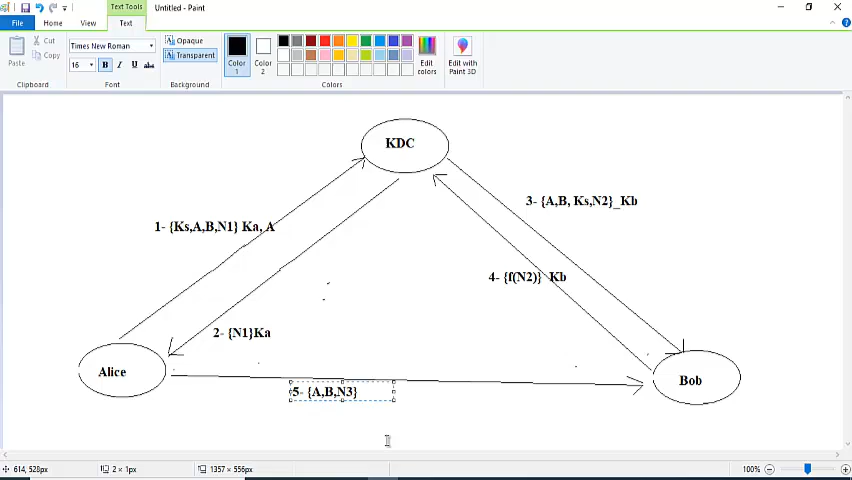 Text Tools
Untitled - Paint
File
Home
View
Text
Paste
Cut
Copy
Clipboard
Times New Roman
16
B
I
U
abc
Font
Opaque
Transparent
Background
Color 1
Color 2
Colors
Edit colors
Edit with Paint 3D
KDC
1- {Ks,A,B,N1} Ka, A
3- {A,B, Ks,N2}_Kb
4- {f(N2)}_Kb
2- {N1}Ka
Alice
Bob
5- {A,B,N3}
614, 528px
2 × 1px
1357 × 556px
100%